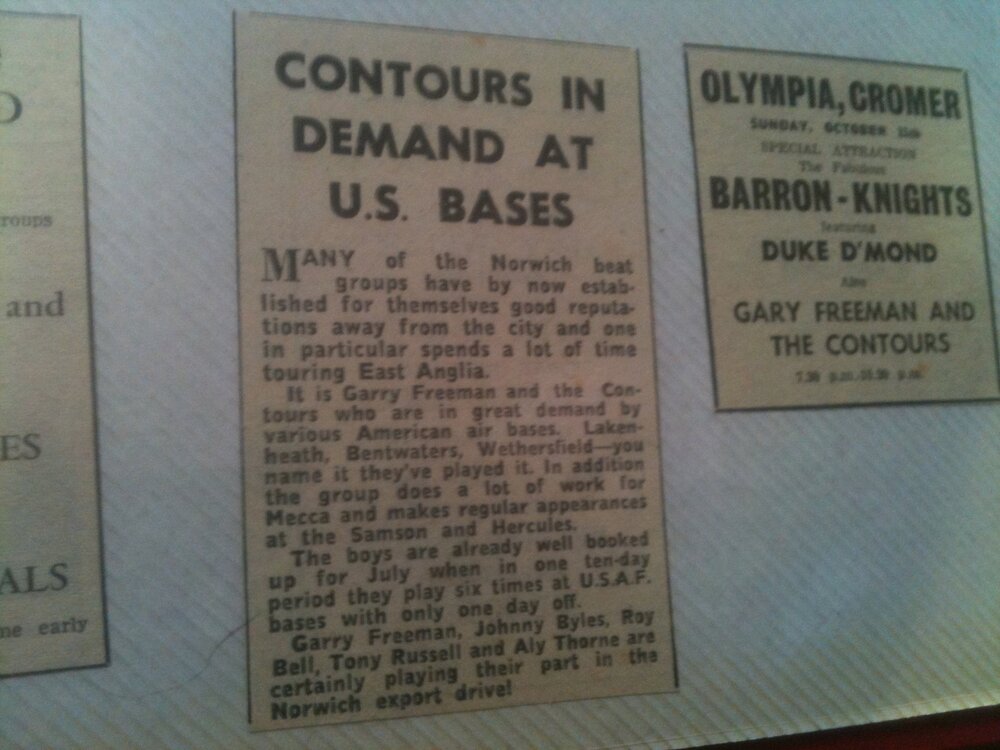 D
roups
and
ES
ALS
ne early
CONTOURS IN
DEMAND AT
U.S. BASES
MANY of the Norwich beat
groups have by now estab-
lished for themselves good reputa-
tions away from the city and one
in particular spends a lot of time
touring East Anglia.
It is Garry Freeman and the Con-
tours who are in great demand by
various American air bases. Laken-
heath, Bentwaters, Wethersfield—you
name it they've played it. In addition
the group does a lot of work for
Mecca and makes regular appearances
at the Samson and Hercules.
The boys are already well booked
up for July when in one ten-day
period they play six times at U.S.A.F.
bases with only one day off.
Garry Freeman, Johnny Byles, Roy
Bell, Tony Russell and Aly Thorne are
certainly playing their part in the
Norwich export drive!
OLYMPIA, CROMER
SUNDAY, OCTOBER
SPECIAL ATTRACTION
The Fabulous
BARRON-KNIGHTS
featuring
DUKE D'MOND
Also
GARY FREEMAN AND
THE CONTOURS